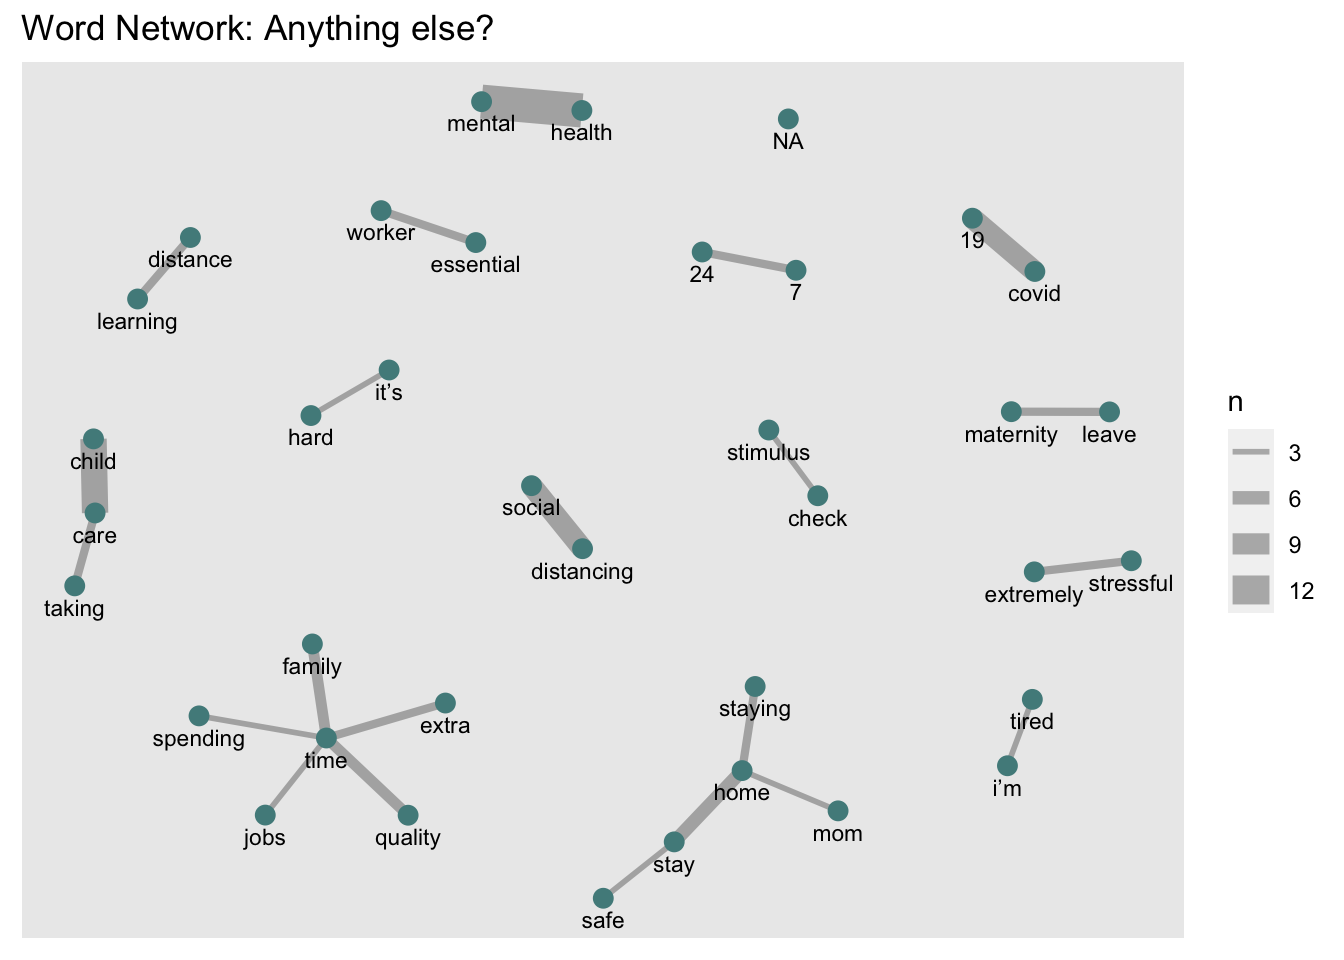 Word Network: Anything else?
mental
health
NA
worker
essential
distance
learning
24
7
19
covid
it's
hard
child
care
taking
social
distancing
stimulus
check
maternity
leave
extremely
stressful
family
spending
extra
time
jobs
quality
staying
home
mom
stay
safe
tired
i'm
n
3
6
9
12